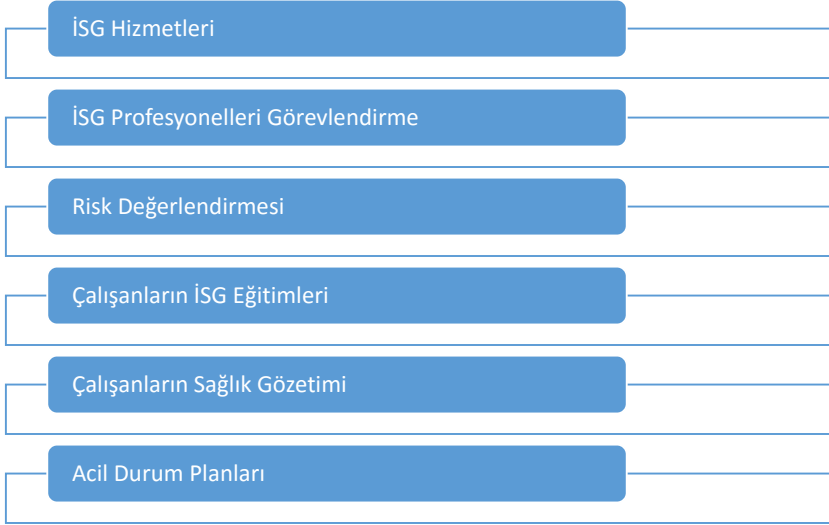 İSG Hizmetleri
İSG Profesyonelleri Görevlendirme
Risk Değerlendirmesi
Çalışanların İSG Eğitimleri
Çalışanların Sağlık Gözetimi
Acil Durum Planları